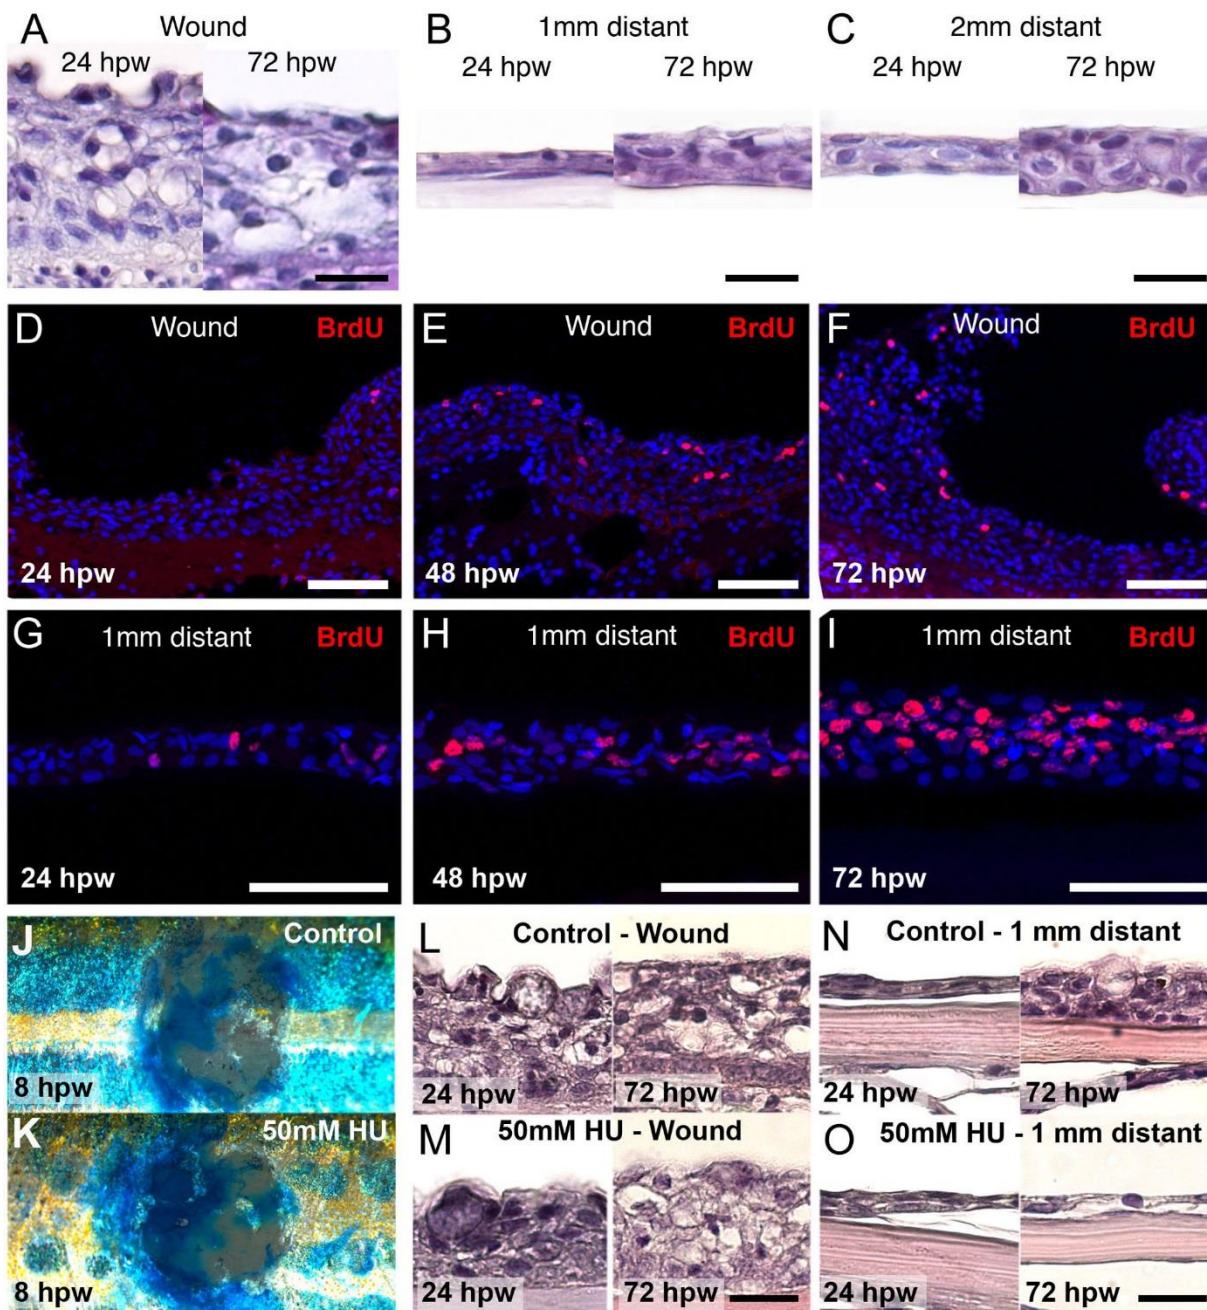 A Wound
24 hpw 72 hpw
B 1mm distant
24 hpw 72 hpw
C 2mm distant
24 hpw 72 hpw
D Wound BrdU
24 hpw
E Wound BrdU
48 hpw
F Wound BrdU
72 hpw
G 1mm distant BrdU
24 hpw
H 1mm distant BrdU
48 hpw
I 1mm distant BrdU
72 hpw
J Control
8 hpw
K 50mM HU
8 hpw
L Control - Wound
24 hpw 72 hpw
M 50mM HU - Wound
24 hpw 72 hpw
N Control - 1 mm distant
24 hpw 72 hpw
O 50mM HU - 1 mm distant
24 hpw 72 hpw